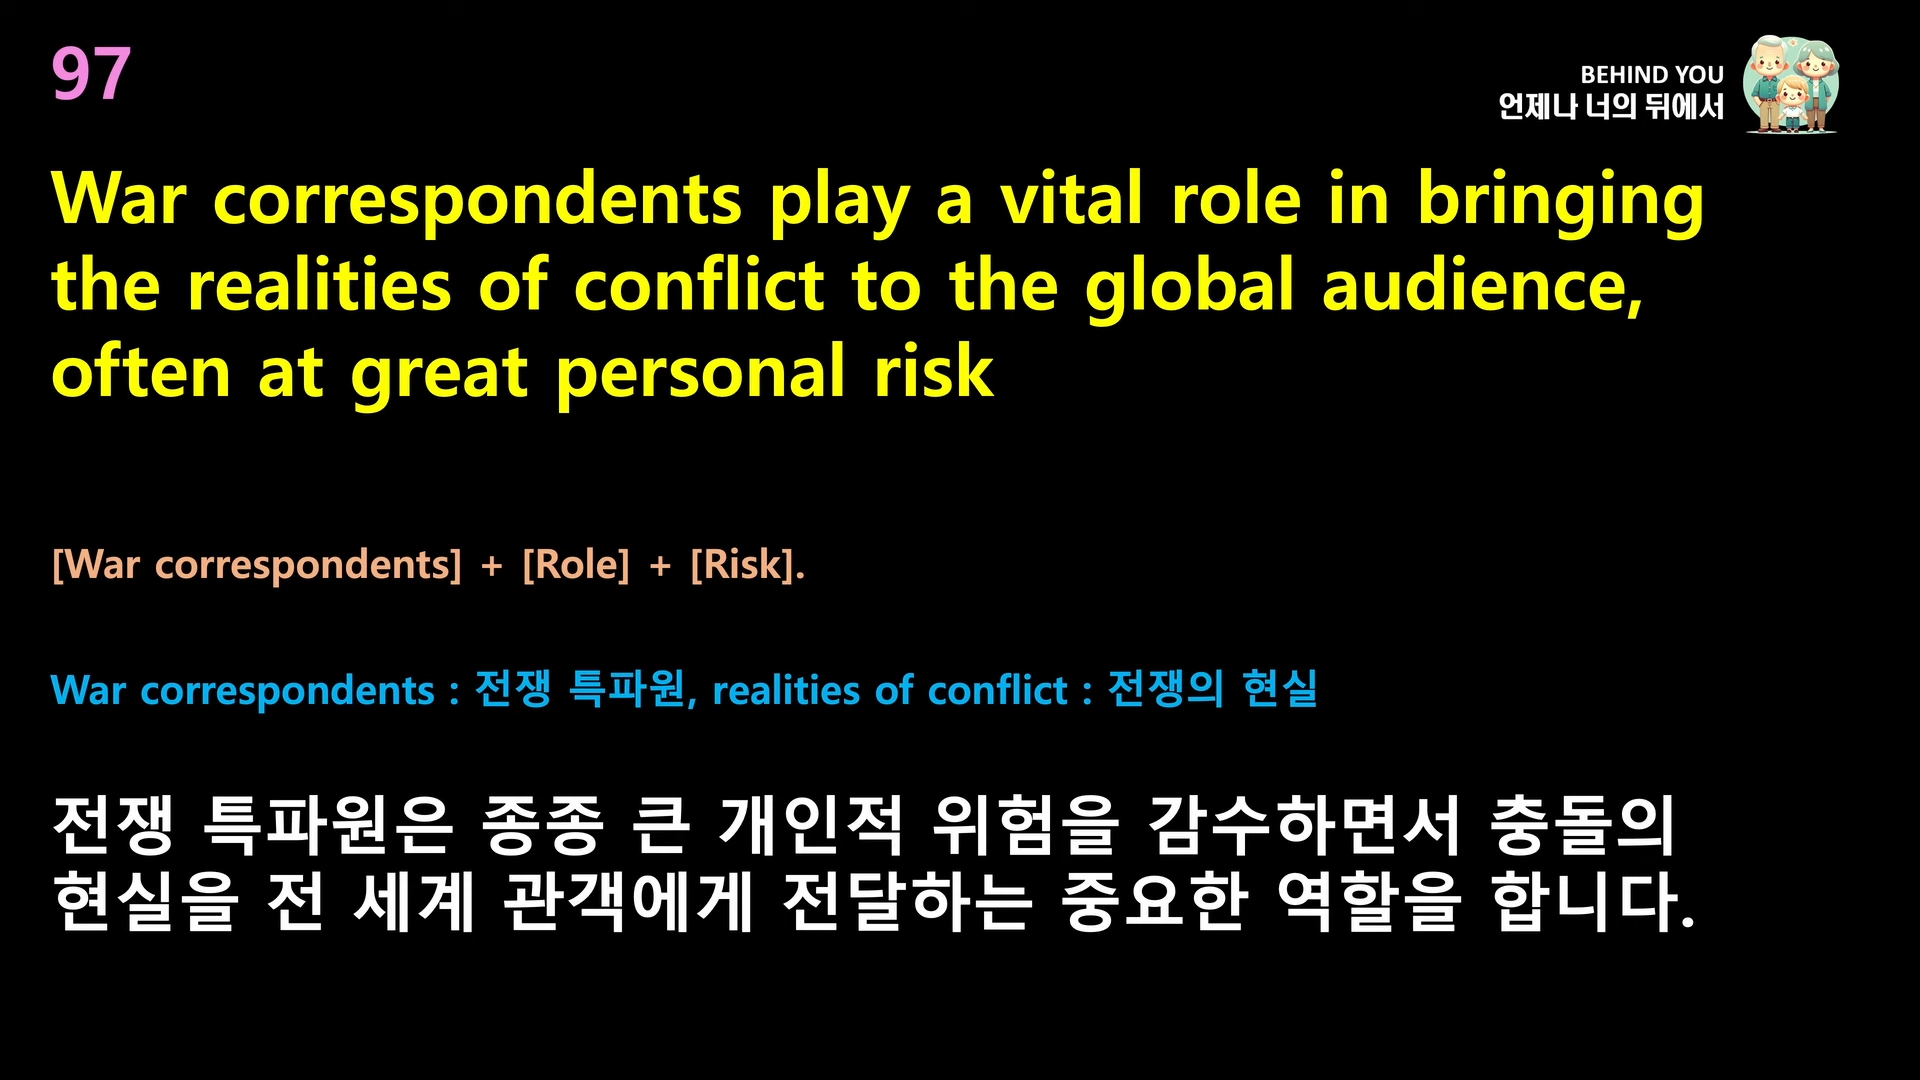 97
BEHIND YOU
언제나 너의 뒤에서
War correspondents play a vital role in bringing
the realities of conflict to the global audience,
often at great personal risk
[War correspondents] + [Role] + [Risk].
War correspondents : 전쟁 특파원, realities of conflict : 전쟁의 현실
전쟁 특파원은 종종 큰 개인적 위험을 감수하면서 충돌의
현실을 전 세계 관객에게 전달하는 중요한 역할을 합니다.